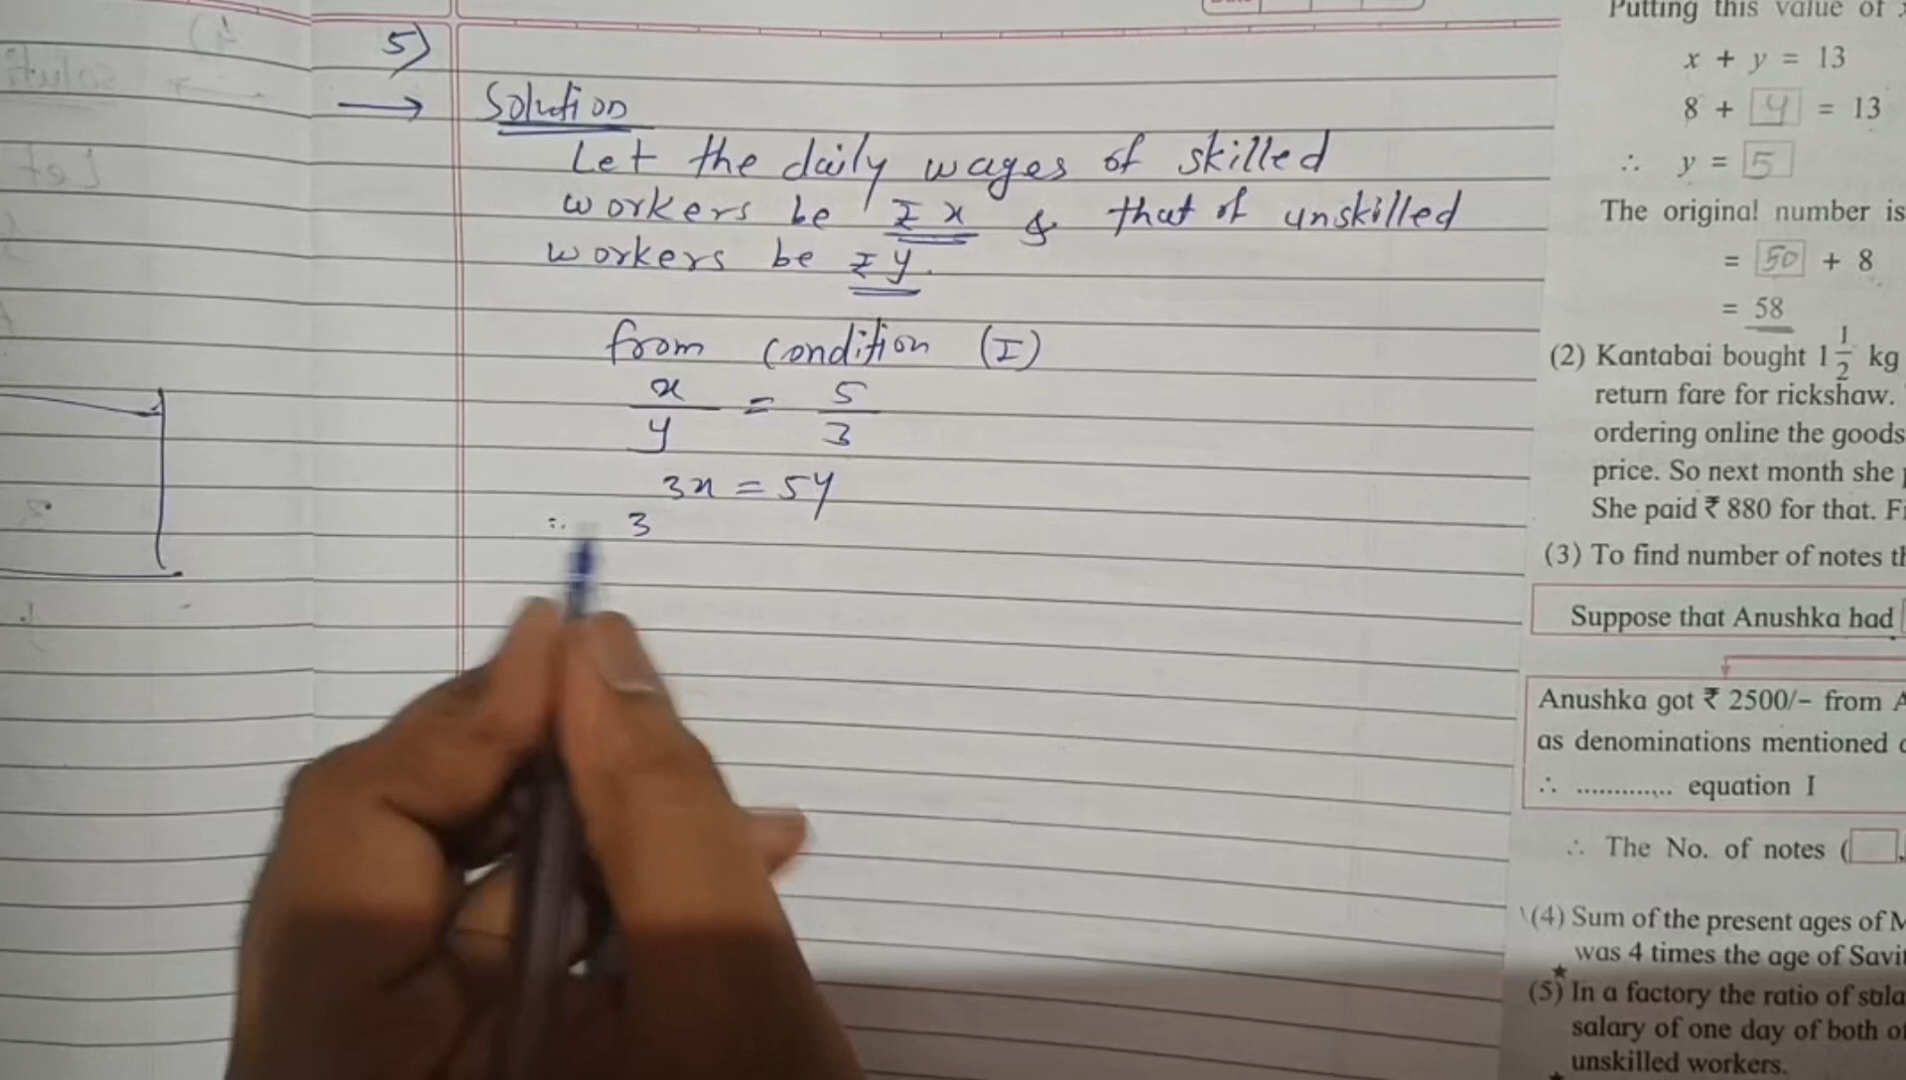 5)
→ Solution
Let the daily wages of skilled
workers be ₹ x & that of unskilled
workers be ₹ y.
from condition (I)
x/y = 5/3
3x = 5y
∴ 3
Putting this value of
x + y = 13
8 + 4 = 13
∴ y = 5
The original number is
= 50 + 8
= 58
(2) Kantabai bought 1 1/2 kg
return fare for rickshaw.
ordering online the goods
price. So next month she
She paid ₹ 880 for that.
(3) To find number of notes
Suppose that Anushka had
Anushka got ₹ 2500/- from
as denominations mentioned
∴ ............. equation I
∴ The No. of notes (
(4) Sum of the present ages of
was 4 times the age of
(5) In a factory the ratio of
salary of one day of both
unskilled workers.